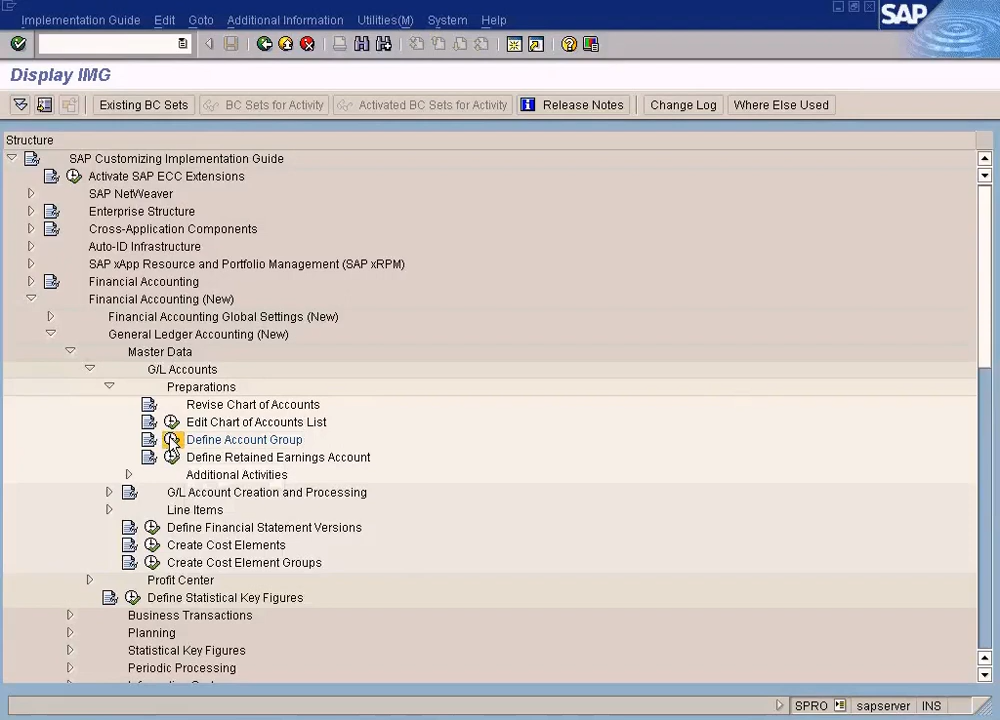 Implementation Guide Edit Goto Additional Information Utilities(M) System Help
SAP
Display IMG
Existing BC Sets BC Sets for Activity Activated BC Sets for Activity Release Notes Change Log Where Else Used
Structure
SAP Customizing Implementation Guide
Activate SAP ECC Extensions
SAP NetWeaver
Enterprise Structure
Cross-Application Components
Auto-ID Infrastructure
SAP xApp Resource and Portfolio Management (SAP xRPM)
Financial Accounting
Financial Accounting (New)
Financial Accounting Global Settings (New)
General Ledger Accounting (New)
Master Data
G/L Accounts
Preparations
Revise Chart of Accounts
Edit Chart of Accounts List
Define Account Group
Define Retained Earnings Account
Additional Activities
G/L Account Creation and Processing
Line Items
Define Financial Statement Versions
Create Cost Elements
Create Cost Element Groups
Profit Center
Define Statistical Key Figures
Business Transactions
Planning
Statistical Key Figures
Periodic Processing
SPRO sapserver INS